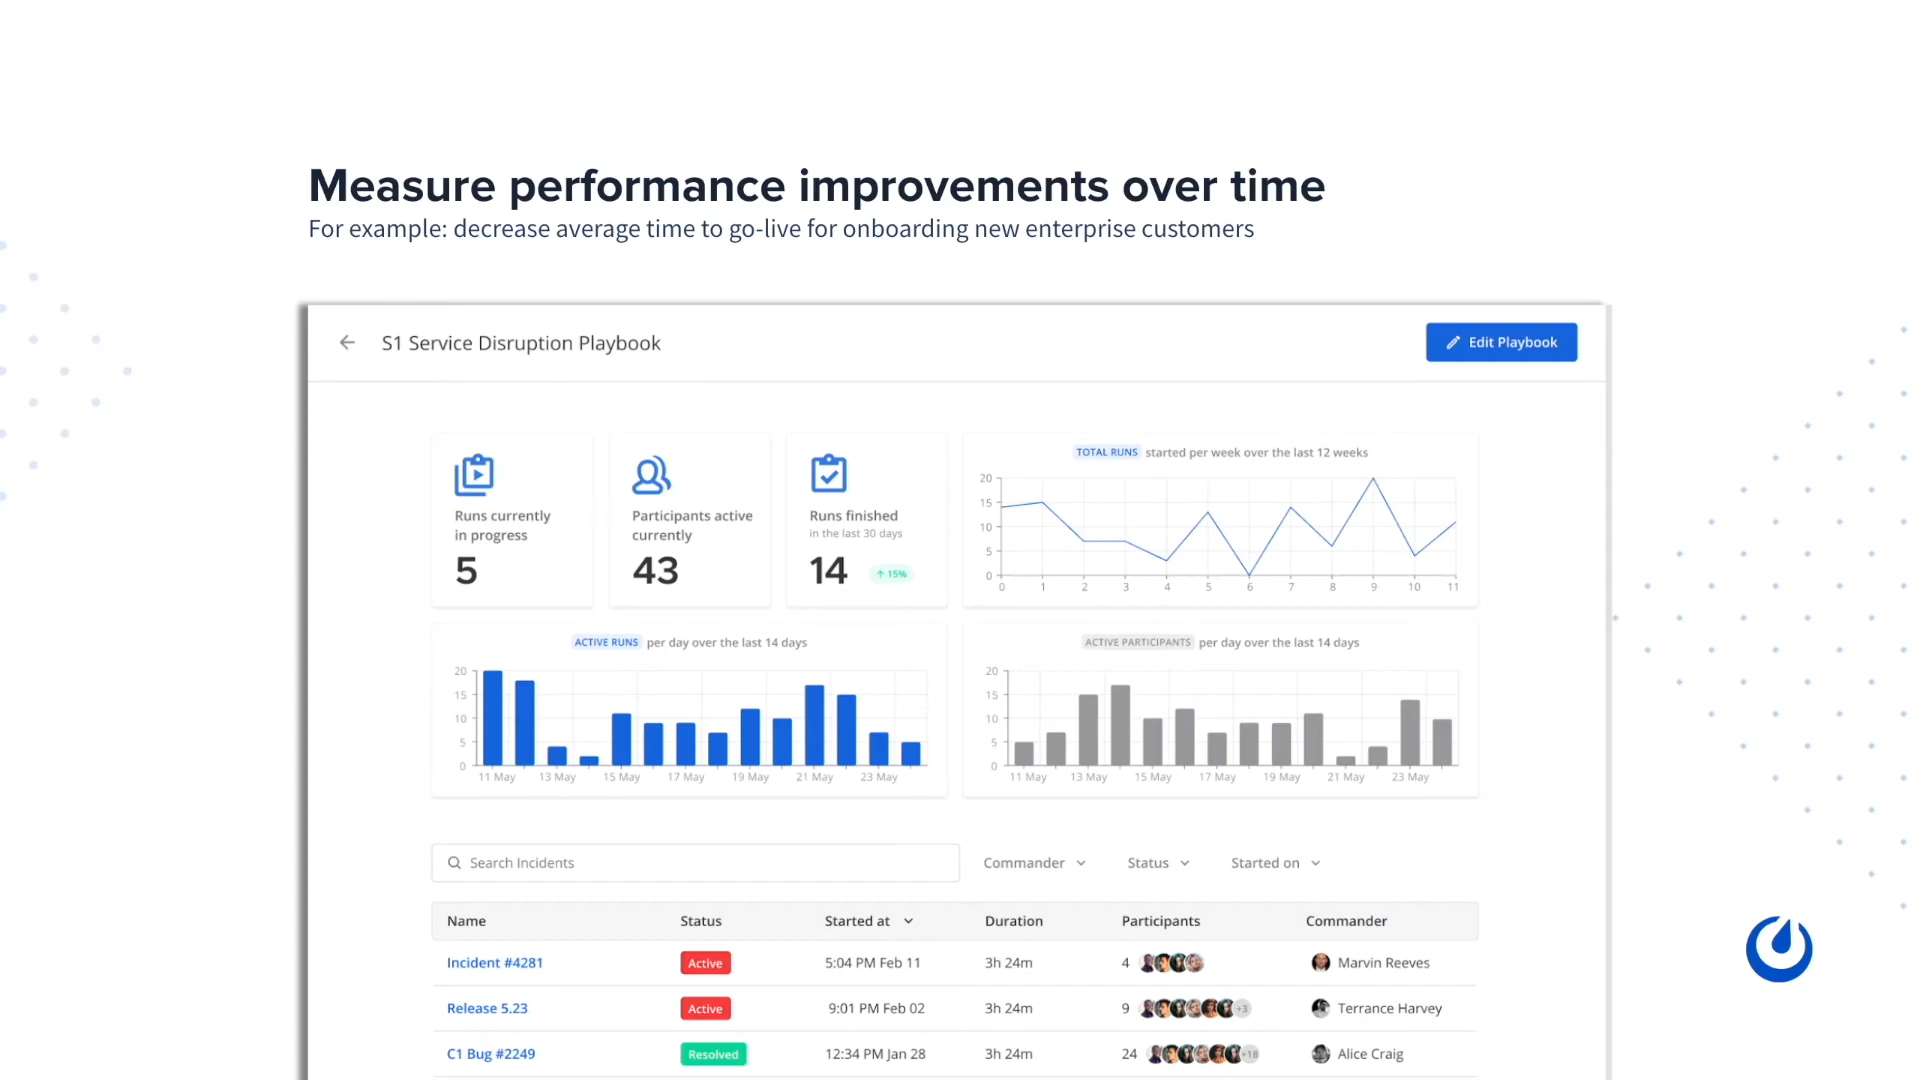 Measure performance improvements over time
For example: decrease average time to go-live for onboarding new enterprise customers
S1 Service Disruption Playbook
Edit Playbook
Runs currently
in progress
5
Participants active
currently
43
Runs finished
in the last 30 days
14
↑ 15%
TOTAL RUNS started per week over the last 12 weeks
20
15
10
5
0
0 1 2 3 4 5 6 7 8 9 10 11
ACTIVE RUNS per day over the last 14 days
20
15
10
5
0
11 May 13 May 15 May 17 May 19 May 21 May 23 May
ACTIVE PARTICIPANTS per day over the last 14 days
20
15
10
5
0
11 May 13 May 15 May 17 May 19 May 21 May 23 May
Search Incidents
Commander
Status
Started on
Name Status Started at Duration Participants Commander
Incident #4281 Active 5:04 PM Feb 11 3h 24m 4 Marvin Reeves
Release 5.23 Active 9:01 PM Feb 02 3h 24m 9 +3 Terrance Harvey
C1 Bug #2249 Resolved 12:34 PM Jan 28 3h 24m 24 +18 Alice Craig